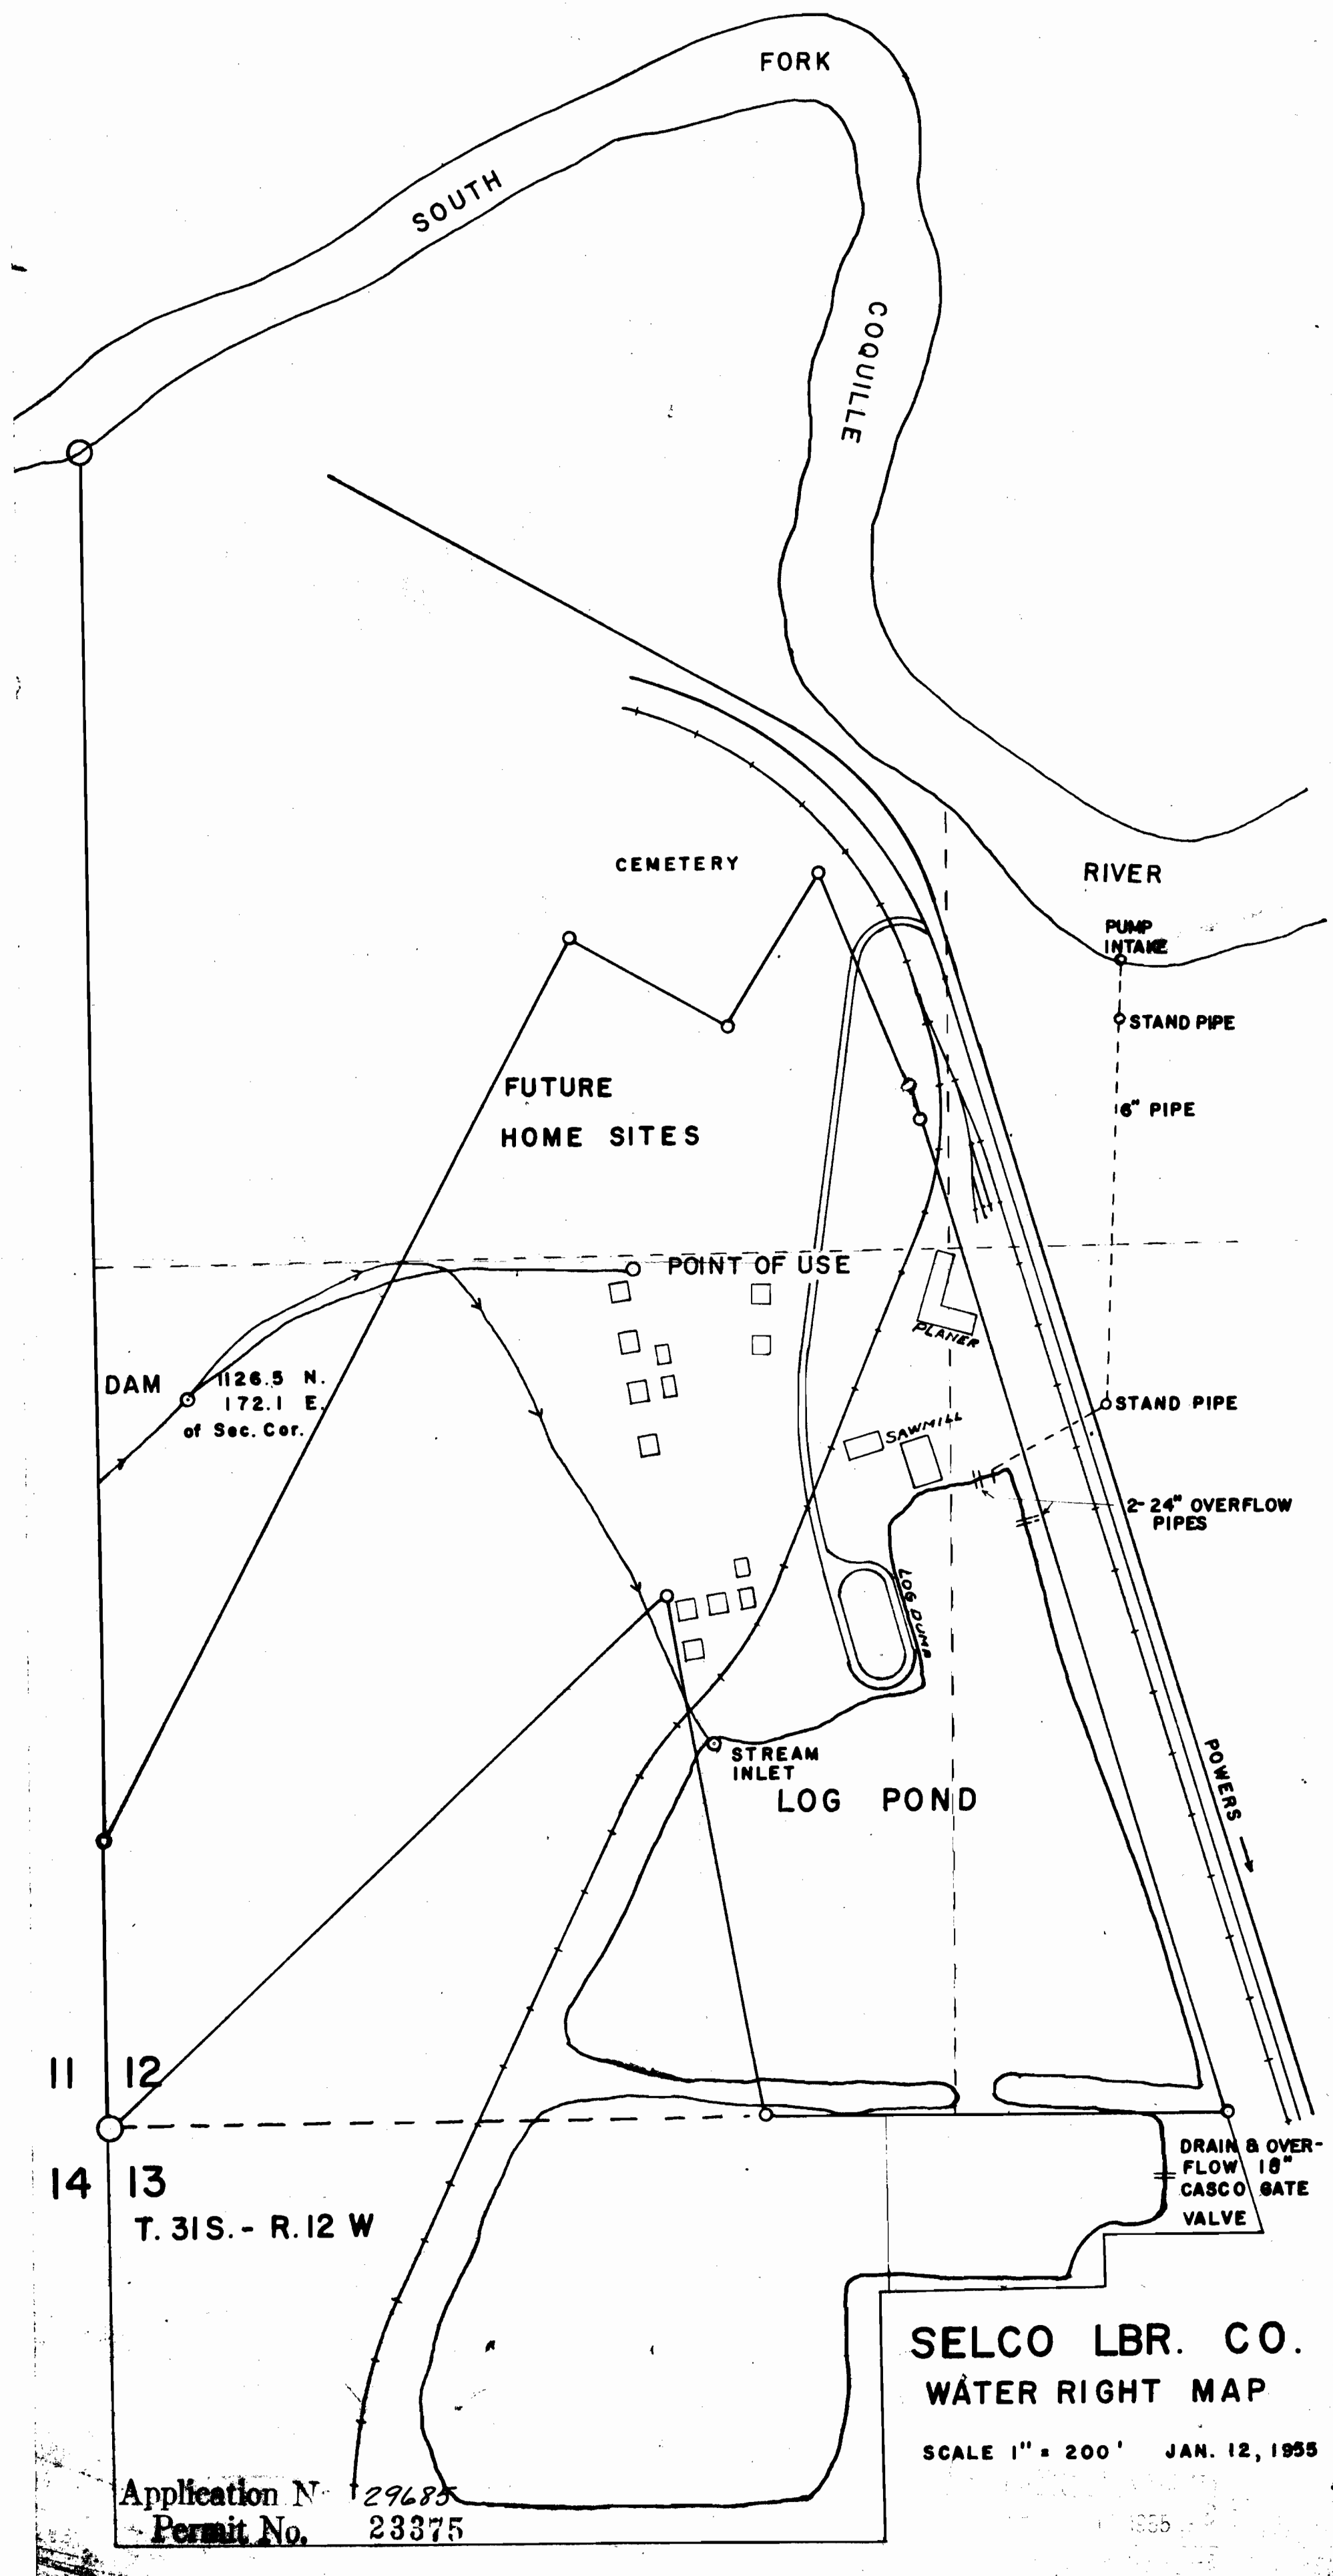 FORK
SOUTH
COQUILLE
RIVER
CEMETERY
PUMP
INTAKE
STAND PIPE
6" PIPE
FUTURE
HOME SITES
POINT OF USE
PLANER
DAM
1126.5 N.
172.1 E.
of Sec. Cor.
STAND PIPE
SAWMILL
2-24" OVERFLOW
PIPES
LOG DUMP
STREAM
INLET
LOG POND
POWERS
11 12
14 13
T. 31S. - R. 12 W
DRAIN & OVER-
FLOW 18"
CASCO GATE
VALVE
SELCO LBR. CO.
WATER RIGHT MAP
SCALE 1" = 200' JAN. 12, 1955
Application N 29685
Permit No. 23375